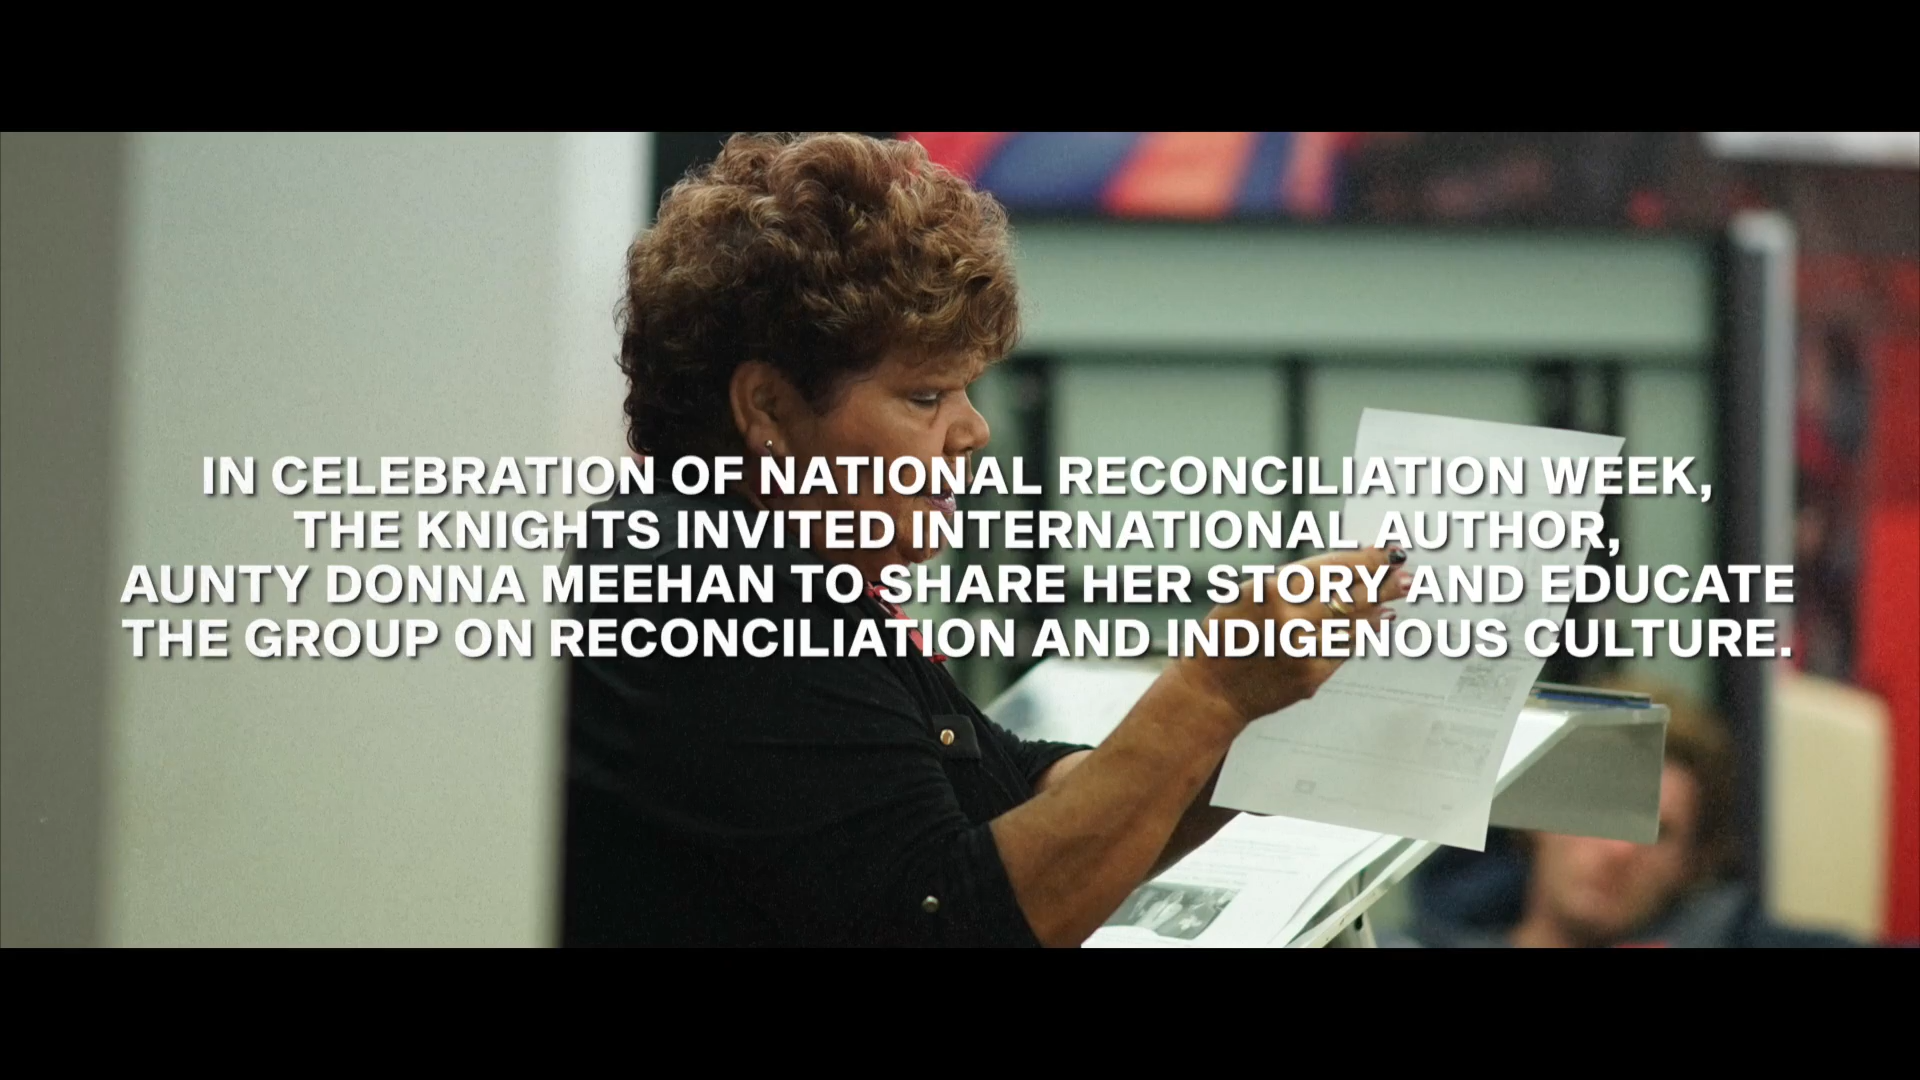 IN CELEBRATION OF NATIONAL RECONCILIATION WEEK,
THE KNIGHTS INVITED INTERNATIONAL AUTHOR,
AUNTY DONNA MEEHAN TO SHARE HER STORY AND EDUCATE
THE GROUP ON RECONCILIATION AND INDIGENOUS CULTURE.